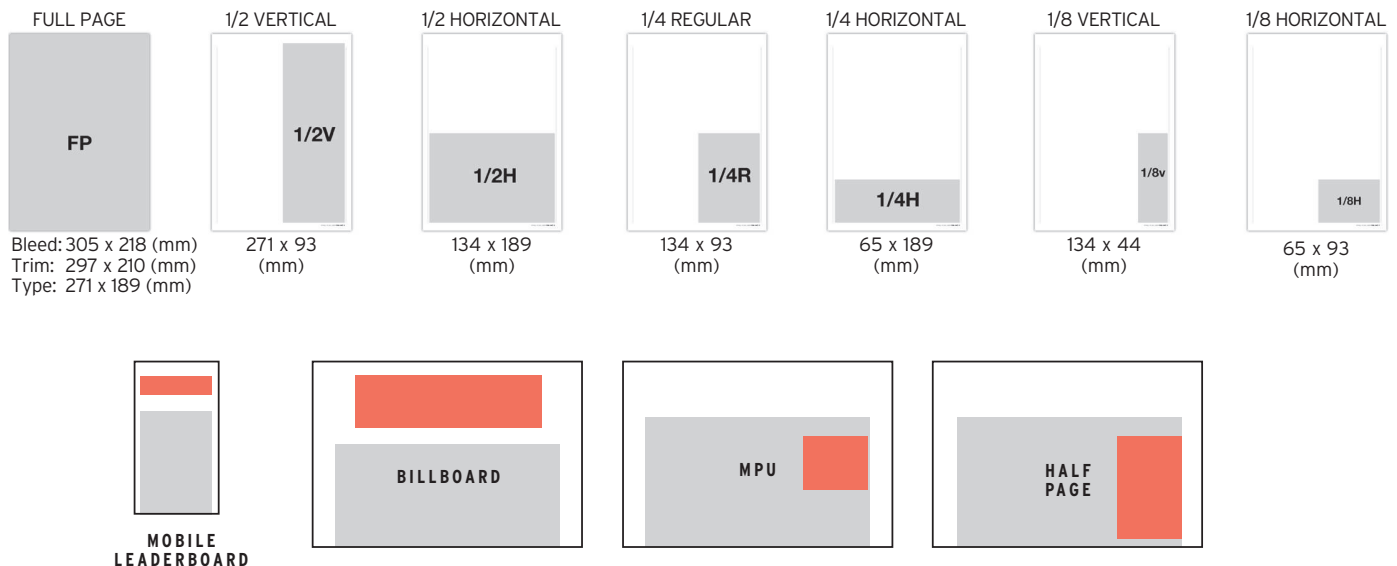 FULL PAGE
1/2 VERTICAL
1/2 HORIZONTAL
1/4 REGULAR
1/4 HORIZONTAL
1/8 VERTICAL
1/8 HORIZONTAL
FP
1/2V
1/2H
1/4R
1/4H
1/8v
1/8H
Bleed: 305 x 218 (mm)
Trim: 297 x 210 (mm)
Type: 271 x 189 (mm)
271 x 93
(mm)
134 x 189
(mm)
134 x 93
(mm)
65 x 189
(mm)
134 x 44
(mm)
65 x 93
(mm)
MOBILE
LEADERBOARD
BILLBOARD
MPU
HALF
PAGE